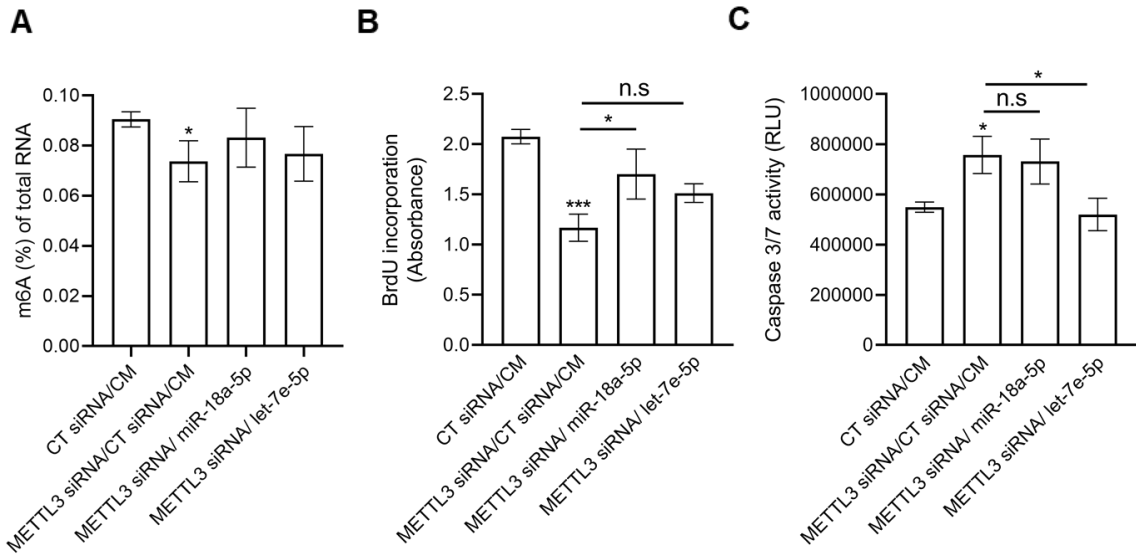 A
m6A (%) of total RNA
0.10
0.08
0.06
0.04
0.02
0.00
*
CT siRNA/CM
METTL3 siRNA/CT siRNA/CM
METTL3 siRNA/ miR-18a-5p
METTL3 siRNA/ let-7e-5p
B
BrdU incorporation
(Absorbance)
2.5
2.0
1.5
1.0
0.5
0.0
n.s
*
***
CT siRNA/CM
METTL3 siRNA/CT siRNA/CM
METTL3 siRNA/ miR-18a-5p
METTL3 siRNA/ let-7e-5p
C
Caspase 3/7 activity (RLU)
1000000
800000
600000
400000
200000
0
*
n.s
*
CT siRNA/CM
METTL3 siRNA/CT siRNA/CM
METTL3 siRNA/ miR-18a-5p
METTL3 siRNA/ let-7e-5p